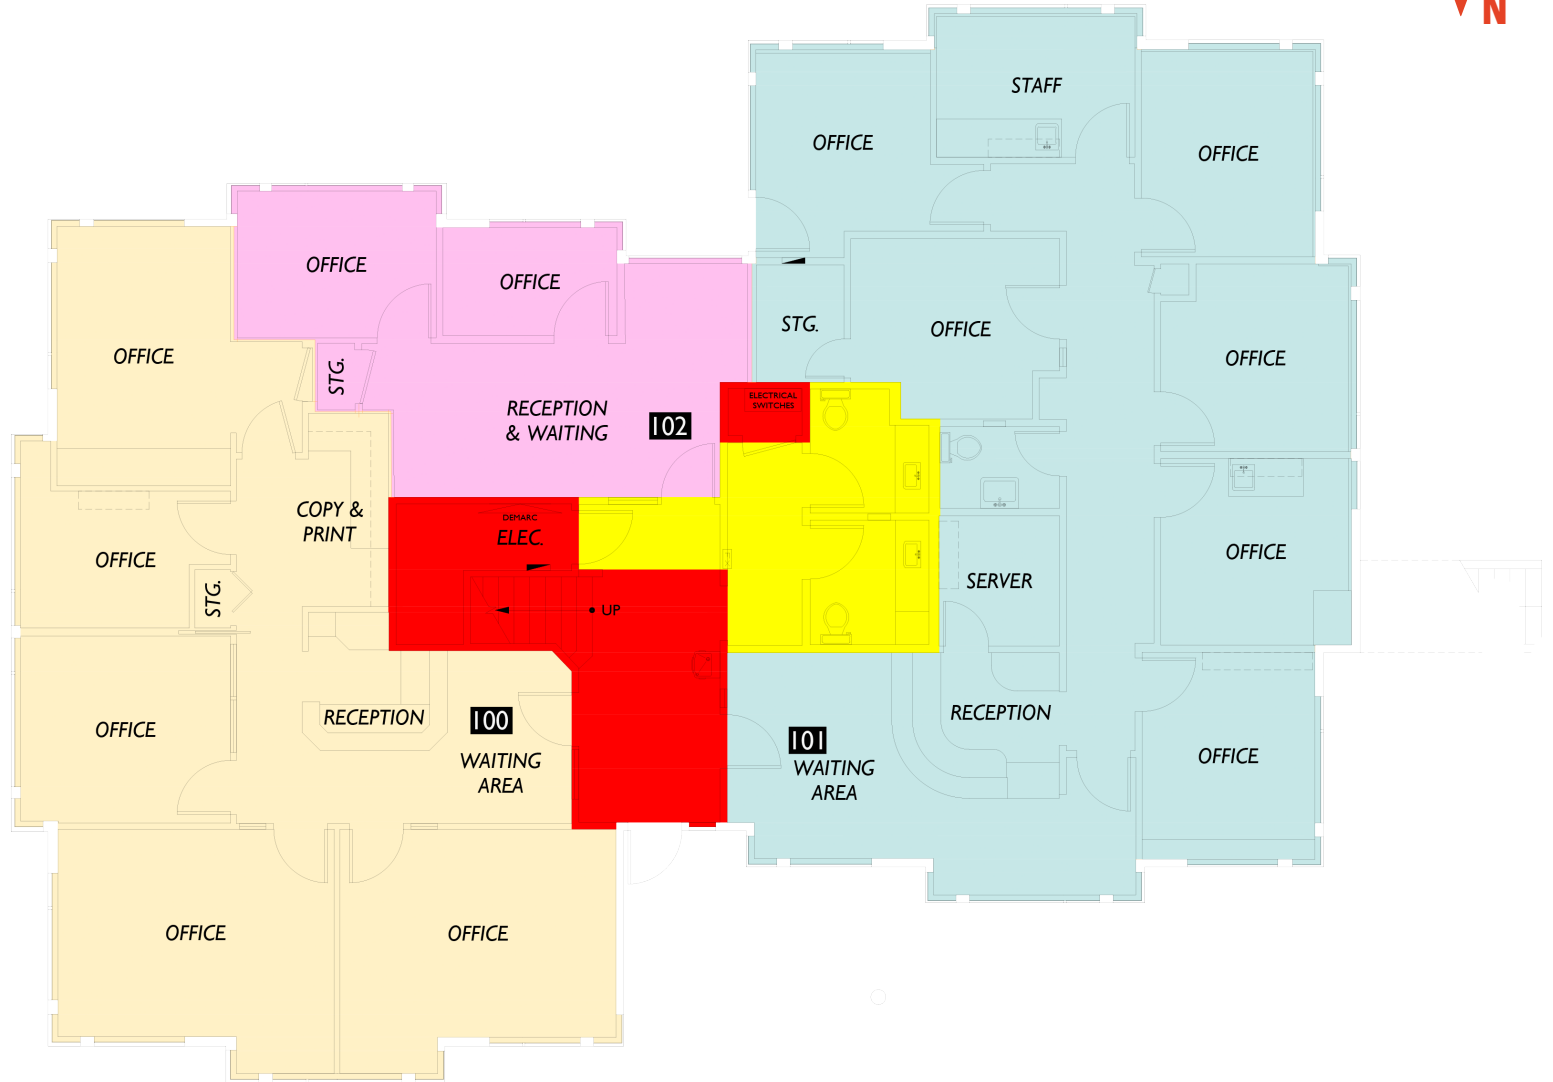 N
STAFF
OFFICE
OFFICE
OFFICE
OFFICE
STG.
OFFICE
OFFICE
OFFICE
STG.
RECEPTION
& WAITING
102
ELECTRICAL
SWITCHES
COPY &
PRINT
DEMARC
ELEC.
OFFICE
OFFICE
STG.
UP
SERVER
OFFICE
RECEPTION
100
WAITING
AREA
RECEPTION
101
WAITING
AREA
OFFICE
OFFICE
OFFICE